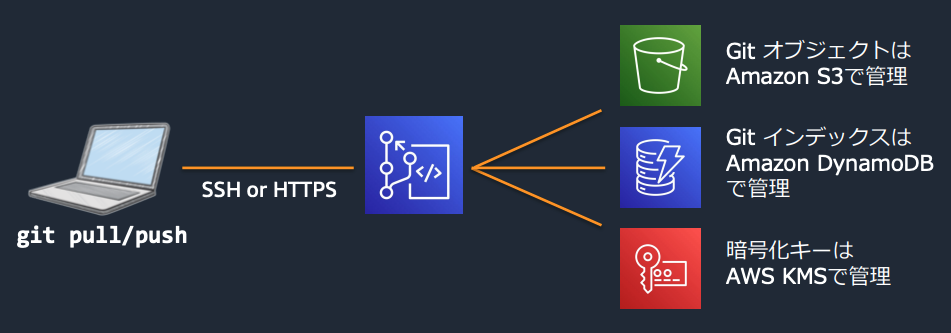 git pull/push
SSH or HTTPS
</>
Git オブジェクトは
Amazon S3で管理
Git インデックスは
Amazon DynamoDB
で管理
暗号化キーは
AWS KMSで管理